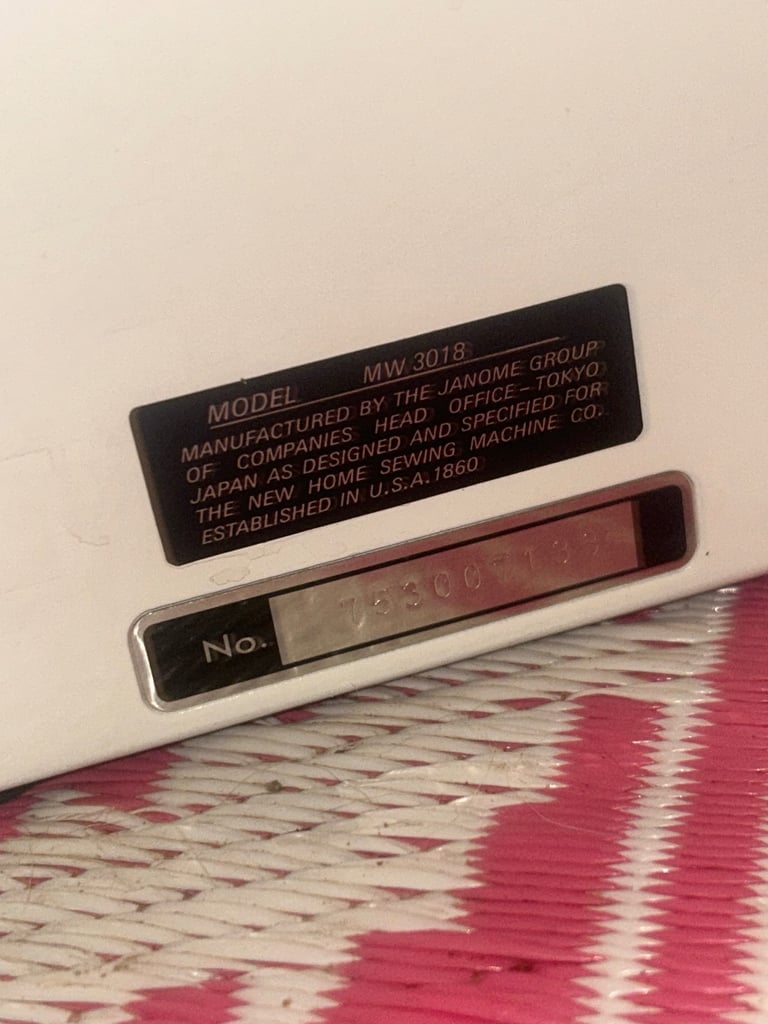 MODEL MW 3018
MANUFACTURED BY THE JANOME GROUP
OF COMPANIES HEAD OFFICE-TOKYO
JAPAN AS DESIGNED AND SPECIFIED FOR
THE NEW HOME SEWING MACHINE CO.
ESTABLISHED IN U.S.A.1860
No.